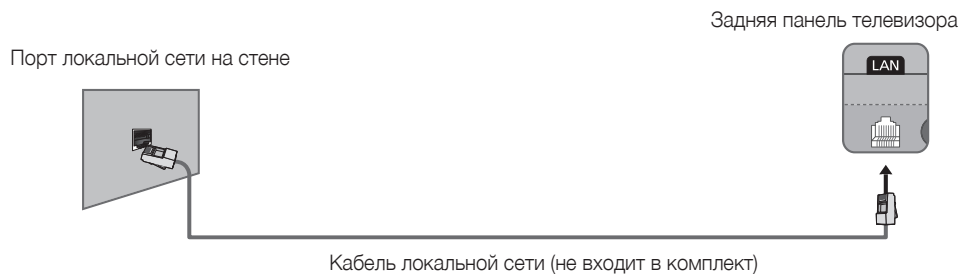 Задняя панель телевизора
Порт локальной сети на стене
LAN
Кабель локальной сети (не входит в комплект)